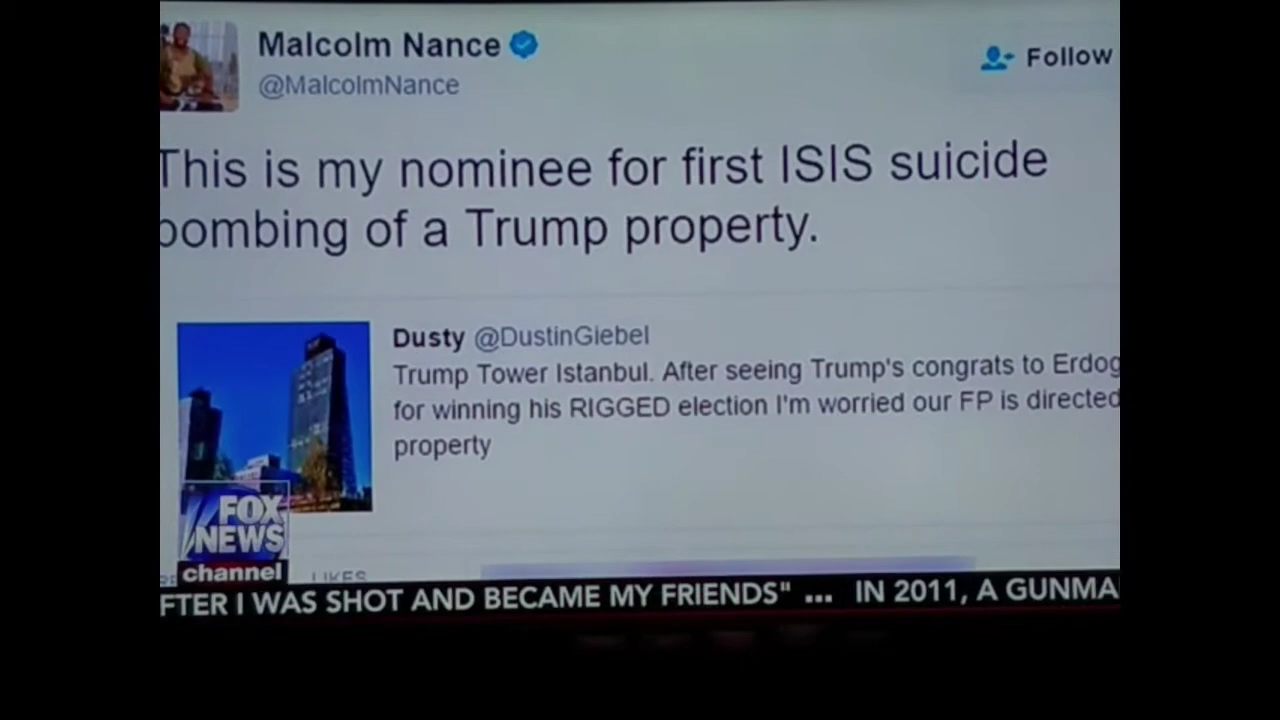 Malcolm Nance
@MalcolmNance
Follow
This is my nominee for first ISIS suicide
bombing of a Trump property.
Dusty @DustinGiebel
Trump Tower Istanbul. After seeing Trump's congrats to Erdog
for winning his RIGGED election I'm worried our FP is directed
property
FOX
NEWS
channel
LIKES
FTER I WAS SHOT AND BECAME MY FRIENDS" ... IN 2011, A GUNMA